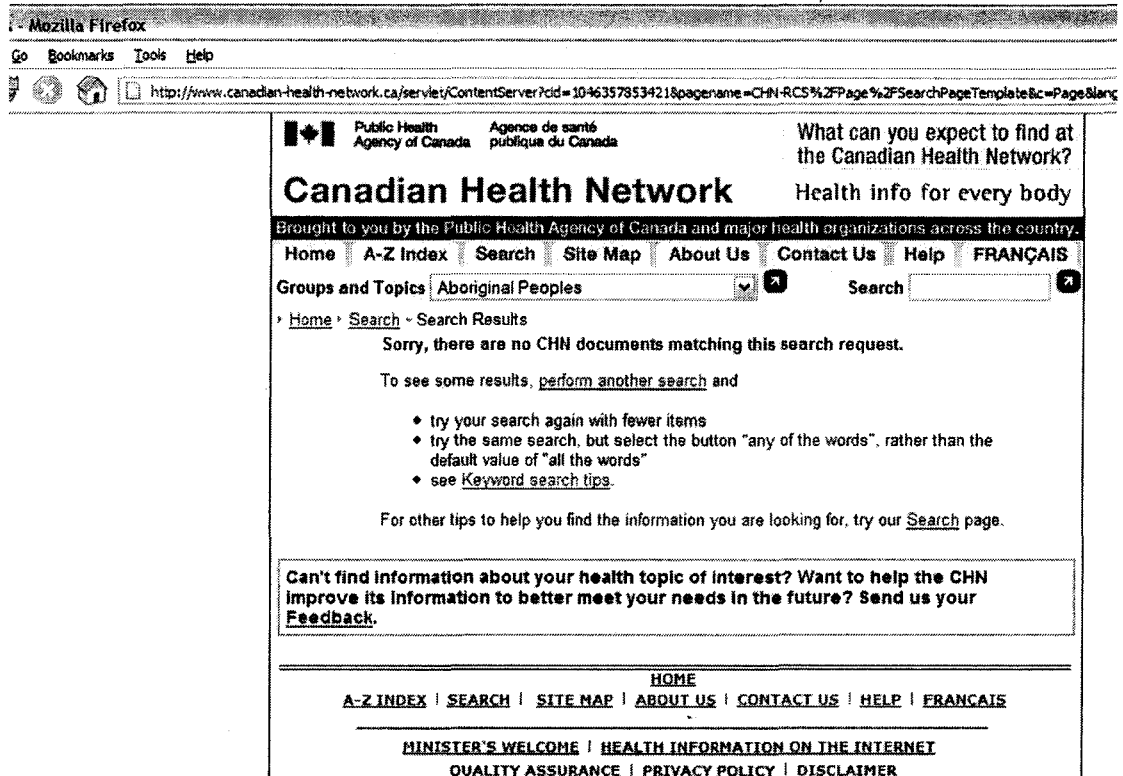 - Mozilla Firefox
Go Bookmarks Tools Help
http://www.canadian-health-network.ca/servlet/ContentServer?cid=1046357853421&pagename=CHN-RCS%2FPage%2FSearchPageTemplate&c=Page&lang
Public Health Agence de santé
Agency of Canada publique du Canada
What can you expect to find at
the Canadian Health Network?
Canadian Health Network Health info for every body
Brought to you by the Public Health Agency of Canada and major health organizations across the country.
Home A-Z Index Search Site Map About Us Contact Us Help FRANÇAIS
Groups and Topics Aboriginal Peoples Search
Home Search Search Results
Sorry, there are no CHN documents matching this search request.
To see some results, perform another search and
• try your search again with fewer items
• try the same search, but select the button "any of the words", rather than the
default value of "all the words"
• see Keyword search tips.
For other tips to help you find the information you are looking for, try our Search page.
Can't find information about your health topic of interest? Want to help the CHN
improve its information to better meet your needs in the future? Send us your
Feedback.
HOME
A-Z INDEX | SEARCH | SITE MAP | ABOUT US | CONTACT US | HELP | FRANCAIS
MINISTER'S WELCOME | HEALTH INFORMATION ON THE INTERNET
QUALITY ASSURANCE | PRIVACY POLICY | DISCLAIMER